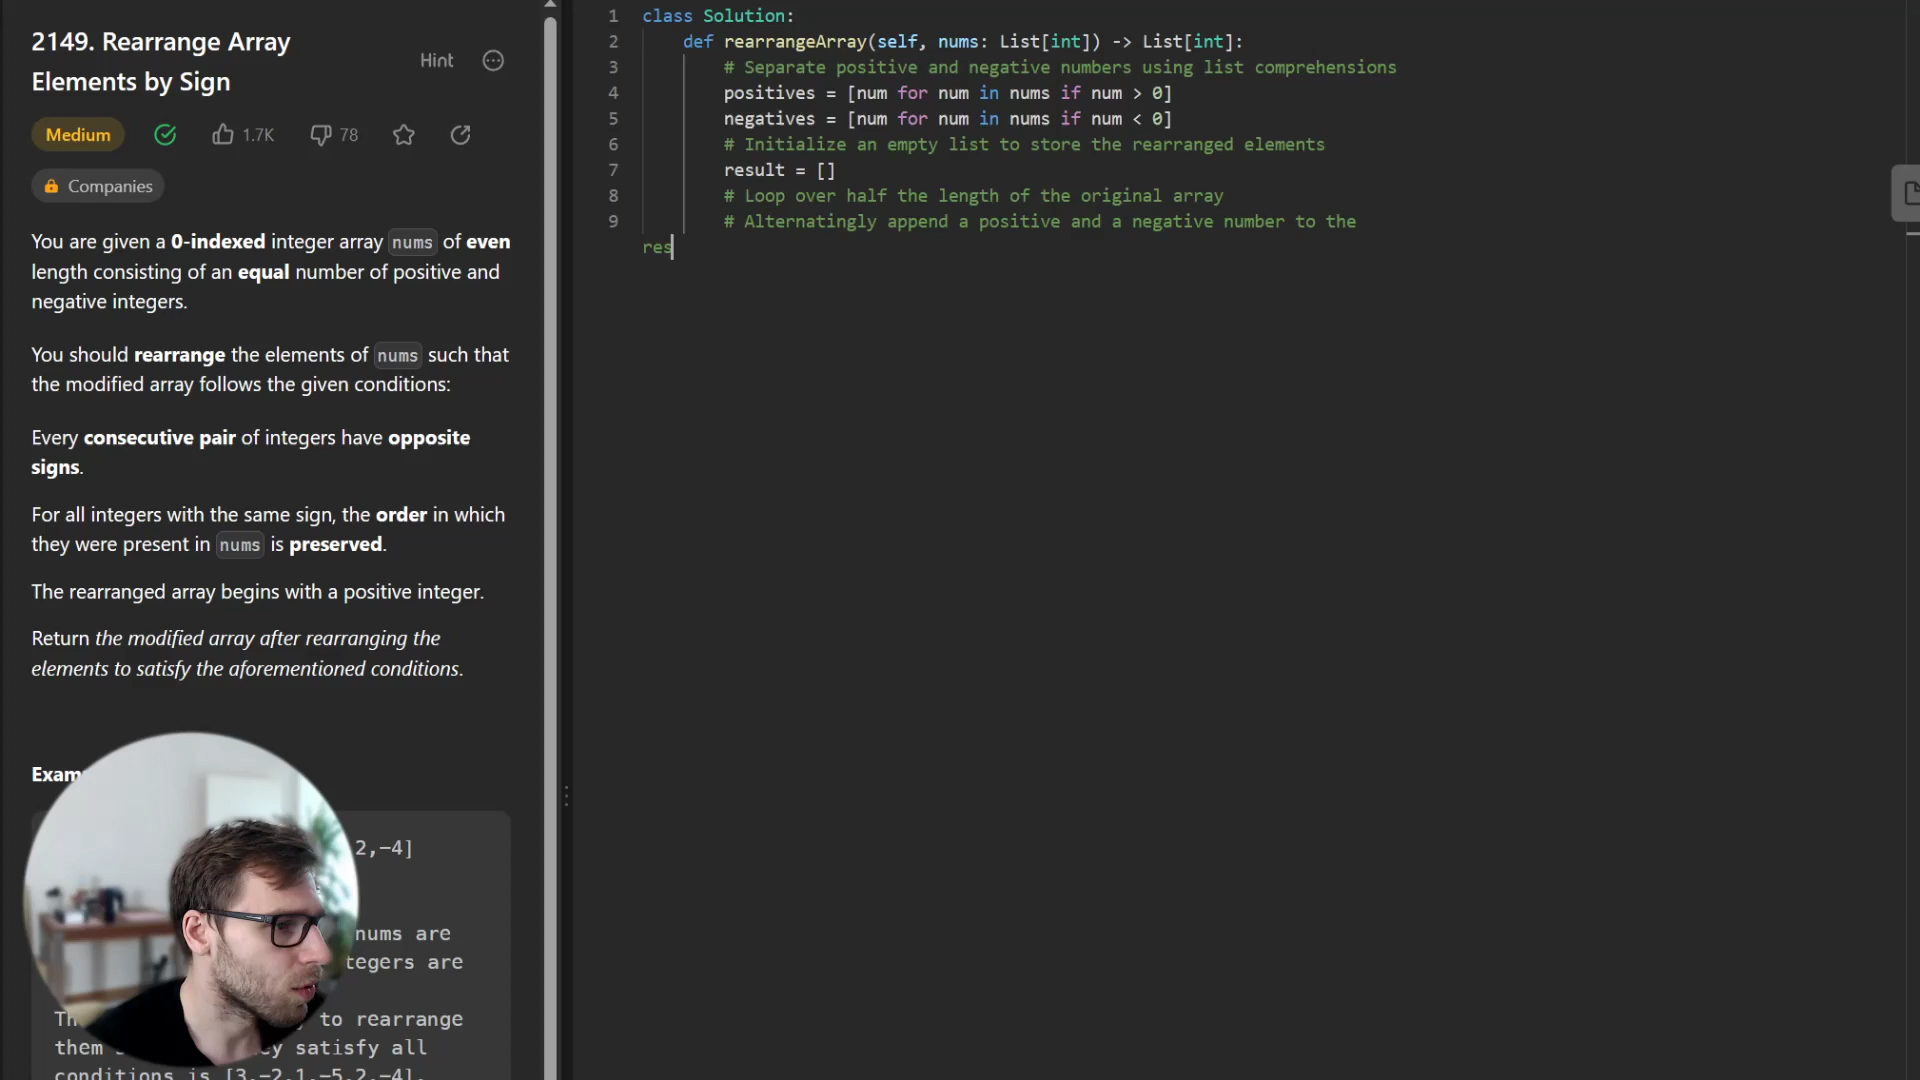 2149. Rearrange Array
Elements by Sign
Hint
Medium
1.7K
78
Companies
You are given a 0-indexed integer array nums of even
length consisting of an equal number of positive and
negative integers.
You should rearrange the elements of nums such that
the modified array follows the given conditions:
Every consecutive pair of integers have opposite
signs.
For all integers with the same sign, the order in which
they were present in nums is preserved.
The rearranged array begins with a positive integer.
Return the modified array after rearranging the
elements to satisfy the aforementioned conditions.
2,-4]
nums are
to rearrange
them
satisfy all
conditions is [3,-2,1,-5,2,-4].
1 class Solution:
2 def rearrangeArray(self, nums: List[int]) -> List[int]:
3 # Separate positive and negative numbers using list comprehensions
4 positives = [num for num in nums if num > 0]
5 negatives = [num for num in nums if num < 0]
6 # Initialize an empty list to store the rearranged elements
7 result = []
8 # Loop over half the length of the original array
9 # Alternatingly append a positive and a negative number to the
res